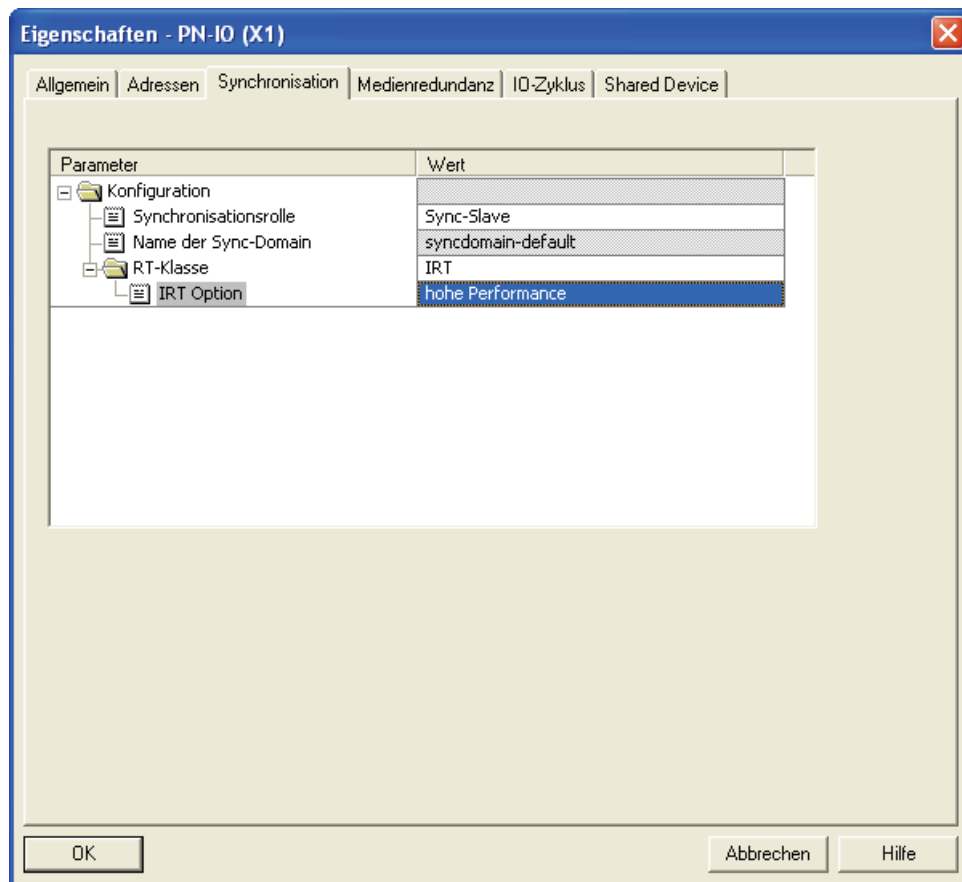 Eigenschaften - PN-IO (X1)
Allgemein Adressen Synchronisation Medienredundanz IO-Zyklus Shared Device
Parameter Wert
Konfiguration
Synchronisationsrolle Sync-Slave
Name der Sync-Domain syncdomain-default
RT-Klasse IRT
IRT Option hohe Performance
OK Abbrechen Hilfe